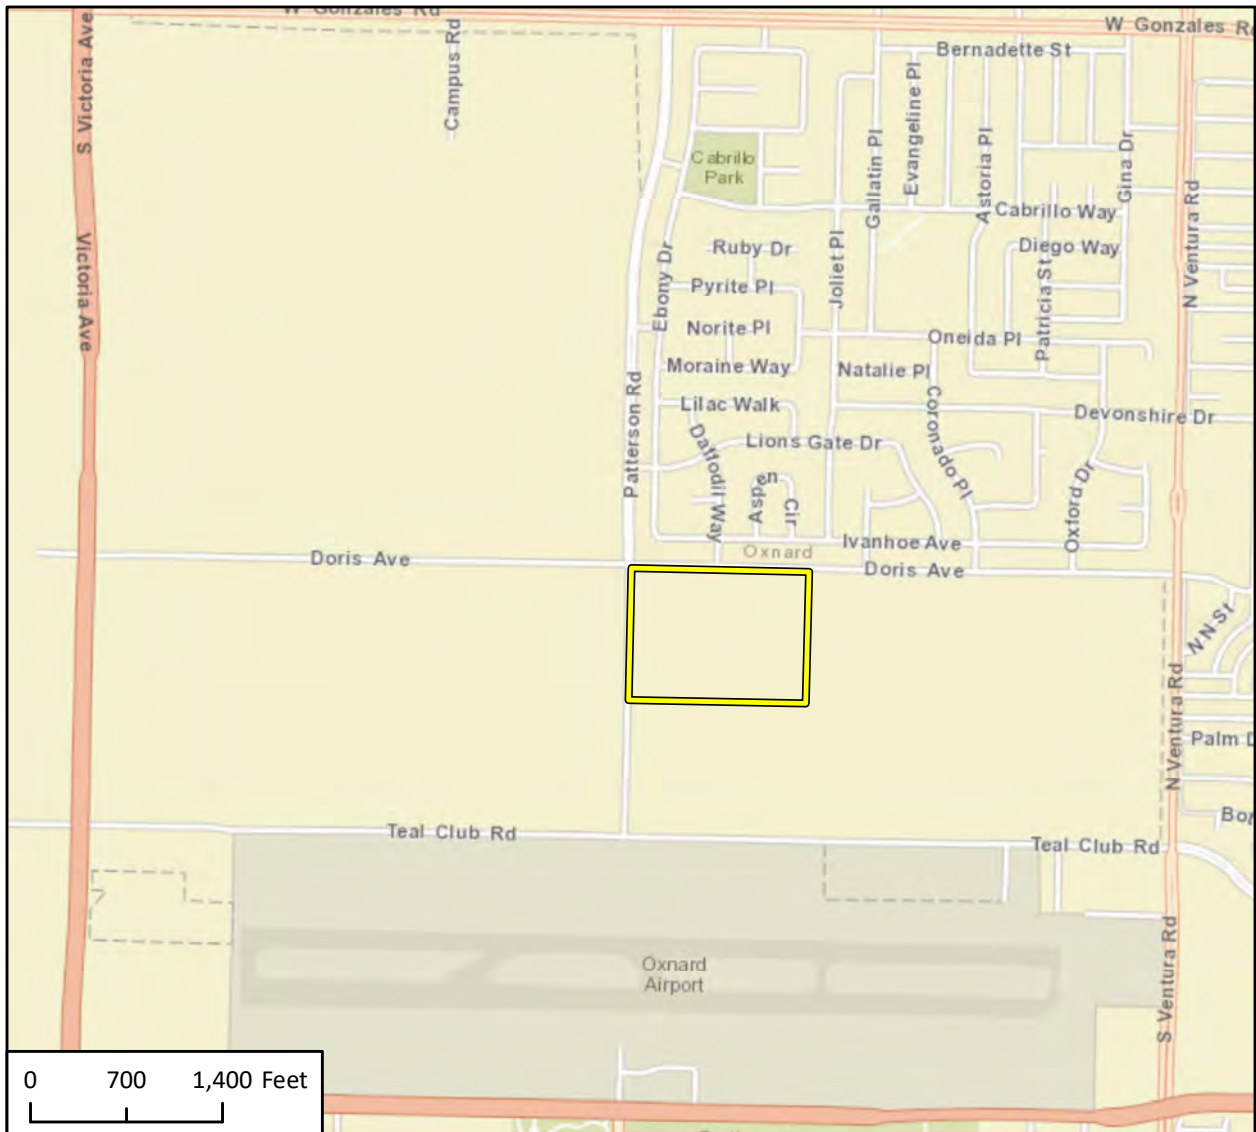 W Gonzales Rd
W Gonzales Rd
S Victoria Ave
Campus Rd
Bernadette St
Evangeline Pl
Gallatin Pl
Astoria Pl
Gina Dr
Cabrillo
Park
N Ventura Rd
Cabrillo Way
Victoria Ave
Ebony Dr
Ruby Dr
Joliet Pl
Diego Way
Patricia St
Pyrite Pl
Norite Pl
Oneida Pl
Moraine Way
Natalie Pl
Patterson Rd
Lilac Walk
Coronado Pl
Devonshire Dr
Daffodil Way
Lions Gate Dr
Aspen
Cir
Oxford Dr
Ivanhoe Ave
Oxnard
Doris Ave
Doris Ave
N N St
N Ventura Rd
Palm D
Teal Club Rd
Teal Club Rd
Oxnard
Airport
S Ventura Rd
0 700 1,400 Feet